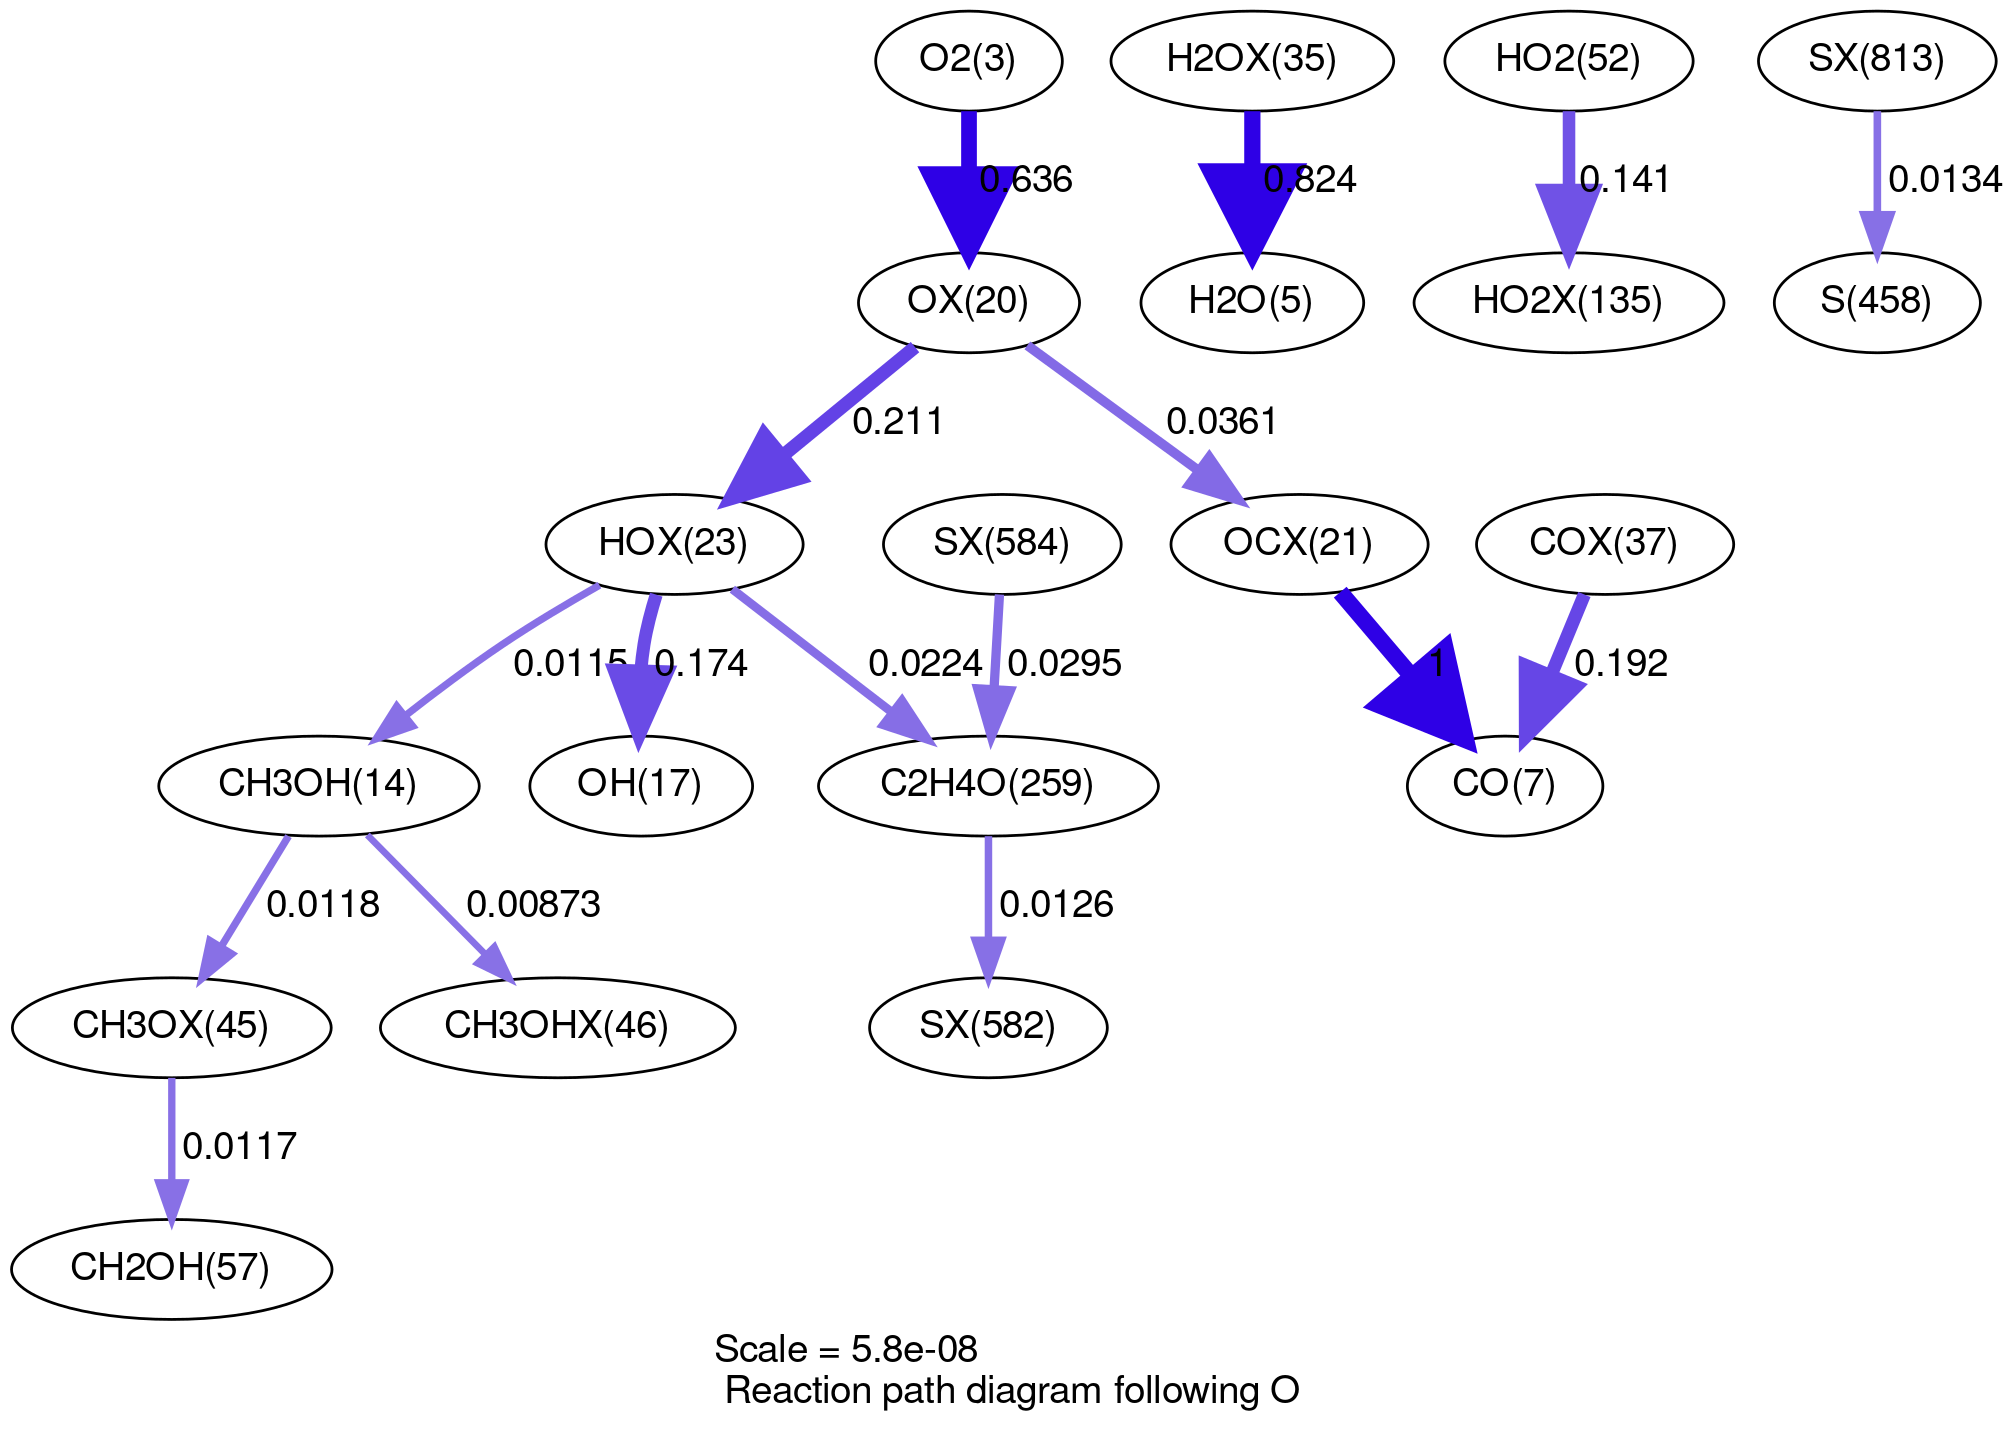 O2(3)
H2OX(35)
HO2(52)
SX(813)
0.636
0.824
0.141
0.0134
OX(20)
H2O(5)
HO2X(135)
S(458)
0.211
0.0361
HOX(23)
SX(584)
OCX(21)
COX(37)
0.0115
0.174
0.0224
0.0295
1
0.192
CH3OH(14)
OH(17)
C2H4O(259)
CO(7)
0.0118
0.00873
0.0126
CH3OX(45)
CH3OHX(46)
SX(582)
0.0117
CH2OH(57)
Scale = 5.8e-08
Reaction path diagram following O